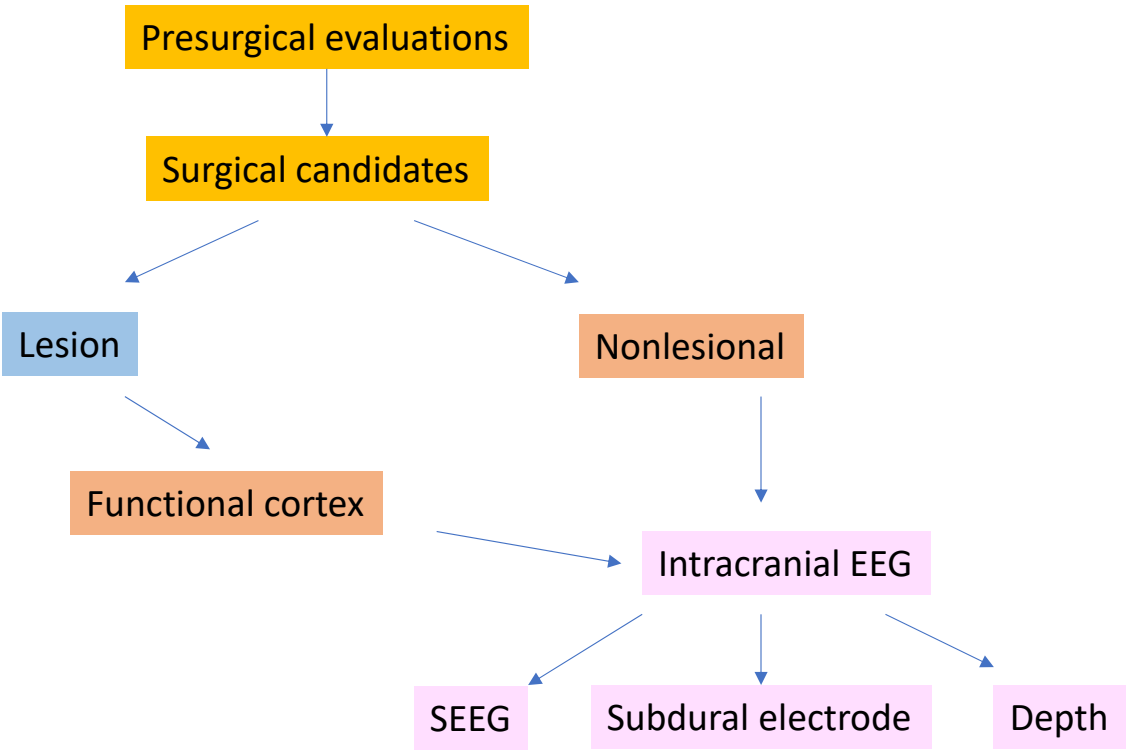 Presurgical evaluations
Surgical candidates
Lesion
Nonlesional
Functional cortex
Intracranial EEG
SEEG
Subdural electrode
Depth